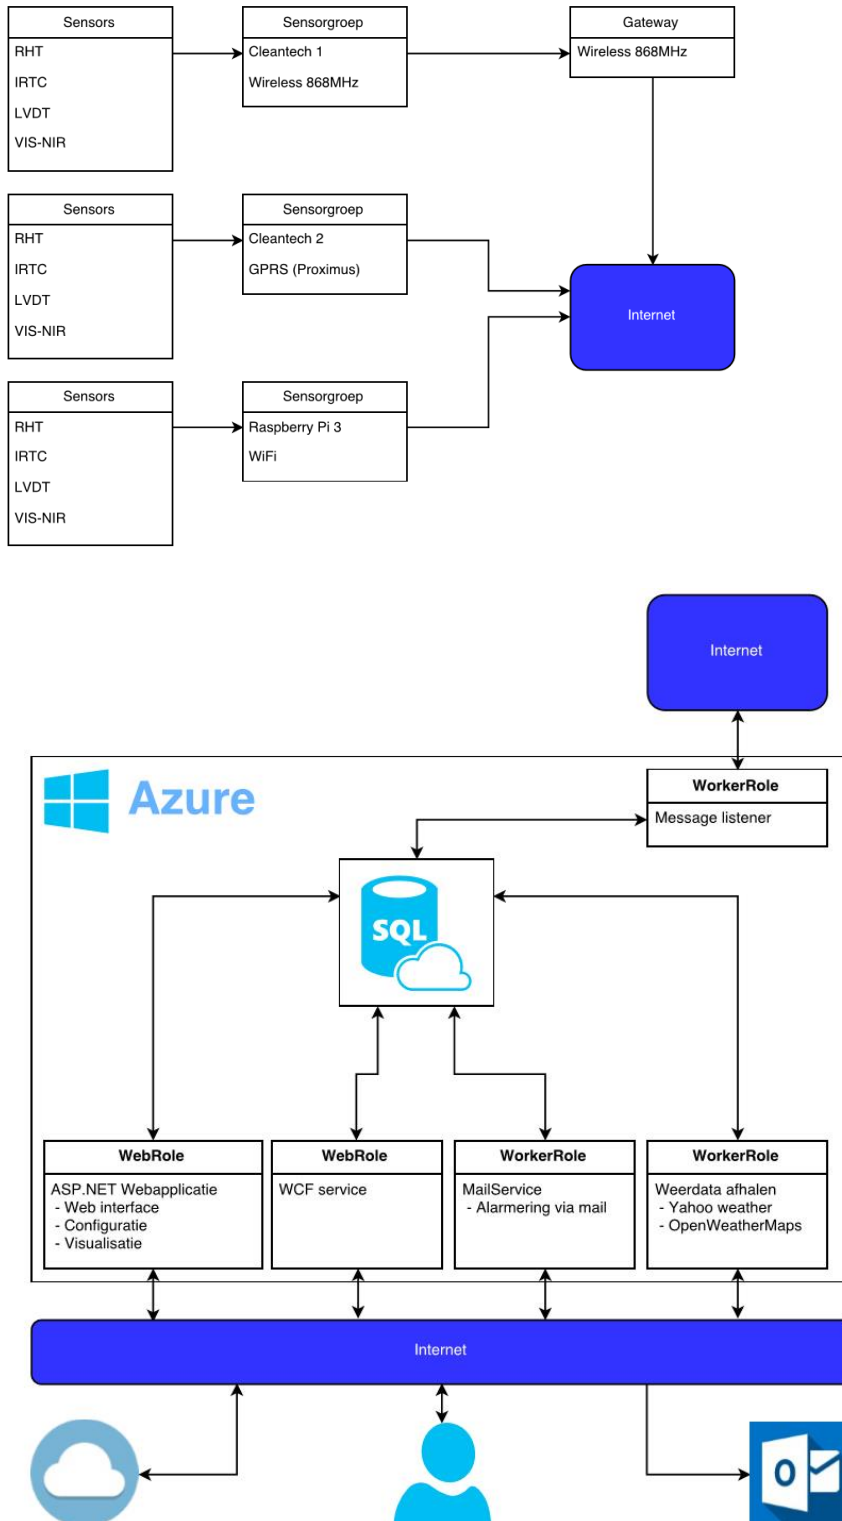 Sensors
RHT
IRTC
LVDT
VIS-NIR
Sensorgroep
Cleantech 1
Wireless 868MHz
Gateway
Wireless 868MHz
Sensors
RHT
IRTC
LVDT
VIS-NIR
Sensorgroep
Cleantech 2
GPRS (Proximus)
Internet
Sensors
RHT
IRTC
LVDT
VIS-NIR
Sensorgroep
Raspberry Pi 3
WiFi
Internet
Azure
WorkerRole
Message listener
SQL
WebRole
ASP.NET Webapplicatie
- Web interface
- Configuratie
- Visualisatie
WebRole
WCF service
WorkerRole
MailService
- Alarmering via mail
WorkerRole
Weerdata afhalen
- Yahoo weather
- OpenWeatherMaps
Internet
O